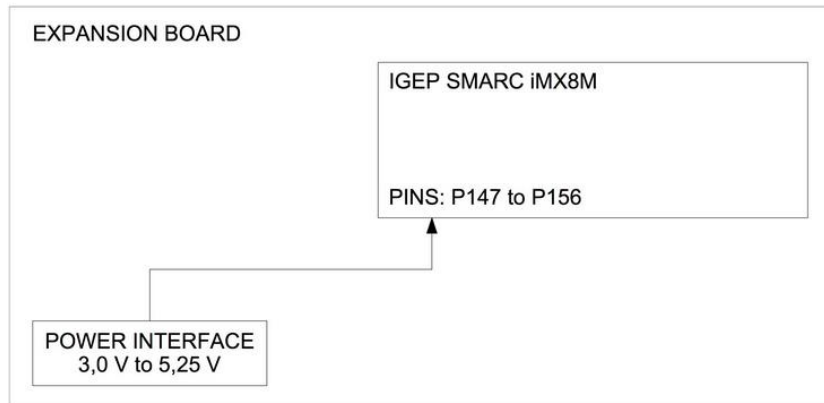 EXPANSION BOARD
IGEP SMARC iMX8M
PINS: P147 to P156
POWER INTERFACE
3,0 V to 5,25 V